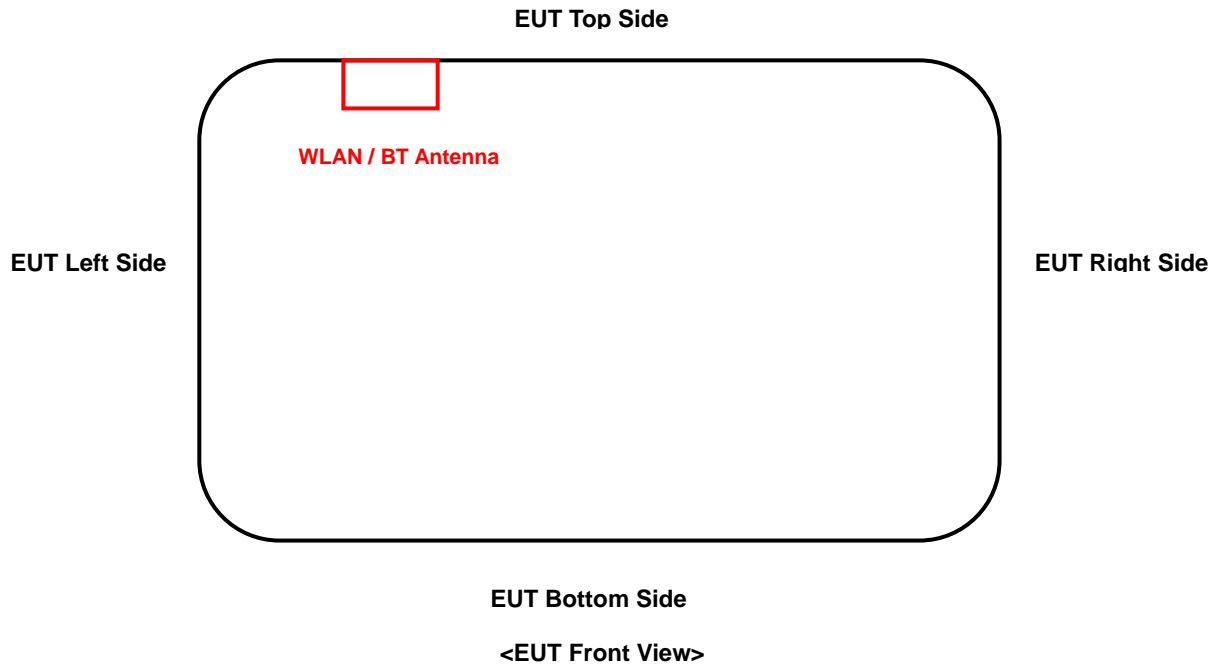 EUT Top Side
WLAN / BT Antenna
EUT Left Side
EUT Right Side
EUT Bottom Side
<EUT Front View>